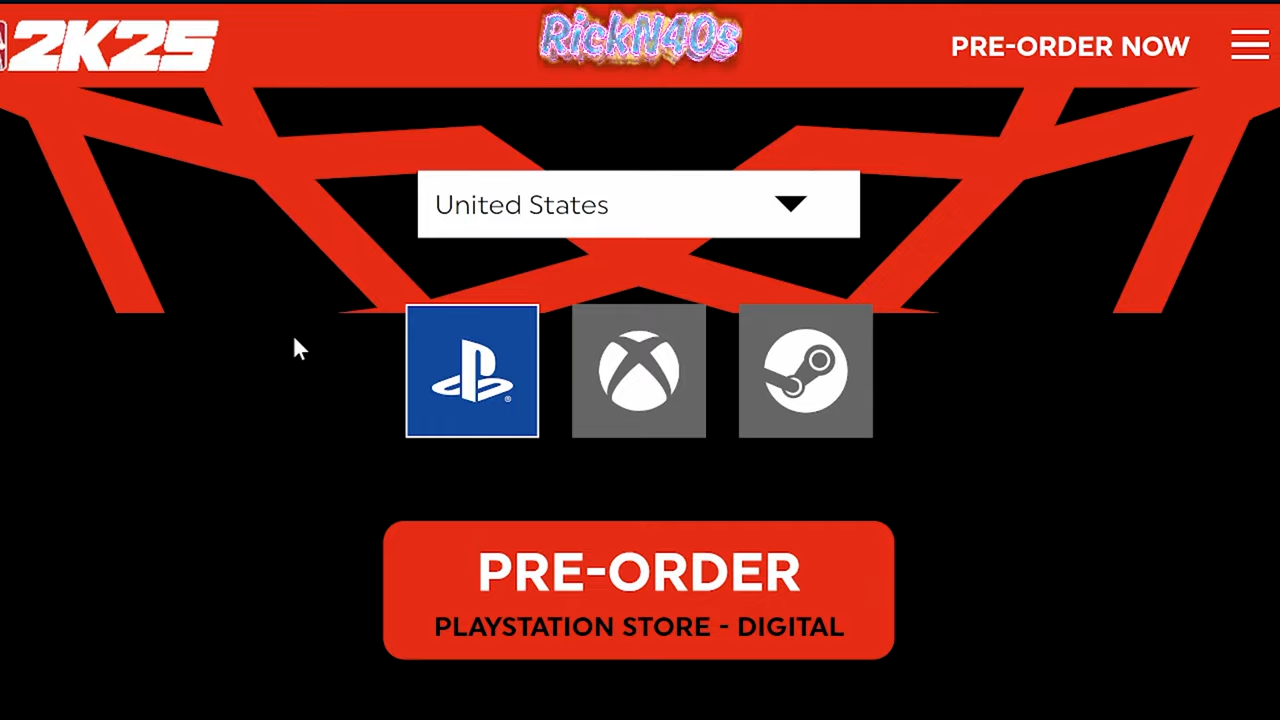 2K25
RickN40s
PRE-ORDER NOW
United States
PRE-ORDER
PLAYSTATION STORE - DIGITAL